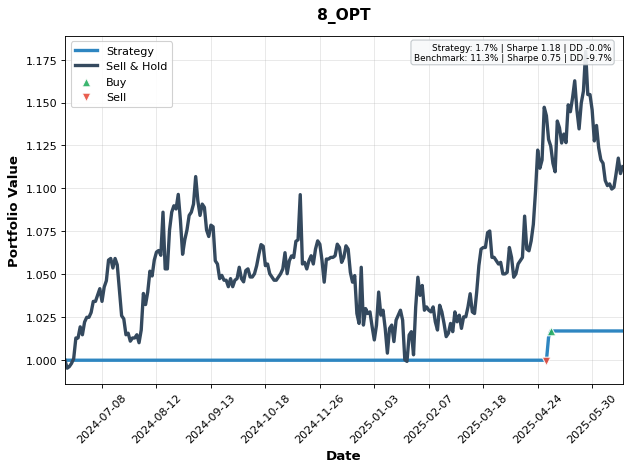 8_OPT
Strategy
Sell & Hold
Buy
Sell
Strategy: 1.7% | Sharpe 1.18 | DD -0.0%
Benchmark: 11.3% | Sharpe 0.75 | DD -9.7%
Portfolio Value
1.175
1.150
1.125
1.100
1.075
1.050
1.025
1.000
2024-07-08
2024-08-12
2024-09-13
2024-10-18
2024-11-26
2025-01-03
2025-02-07
2025-03-18
2025-04-24
2025-05-30
Date